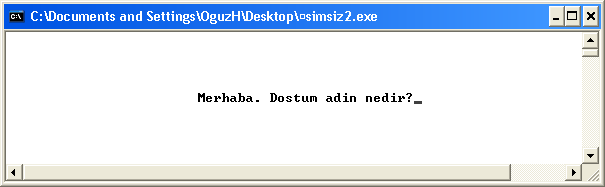 C:\Documents and Settings\OguzH\Desktop\¤simsiz2.exe
Merhaba. Dostum adin nedir?